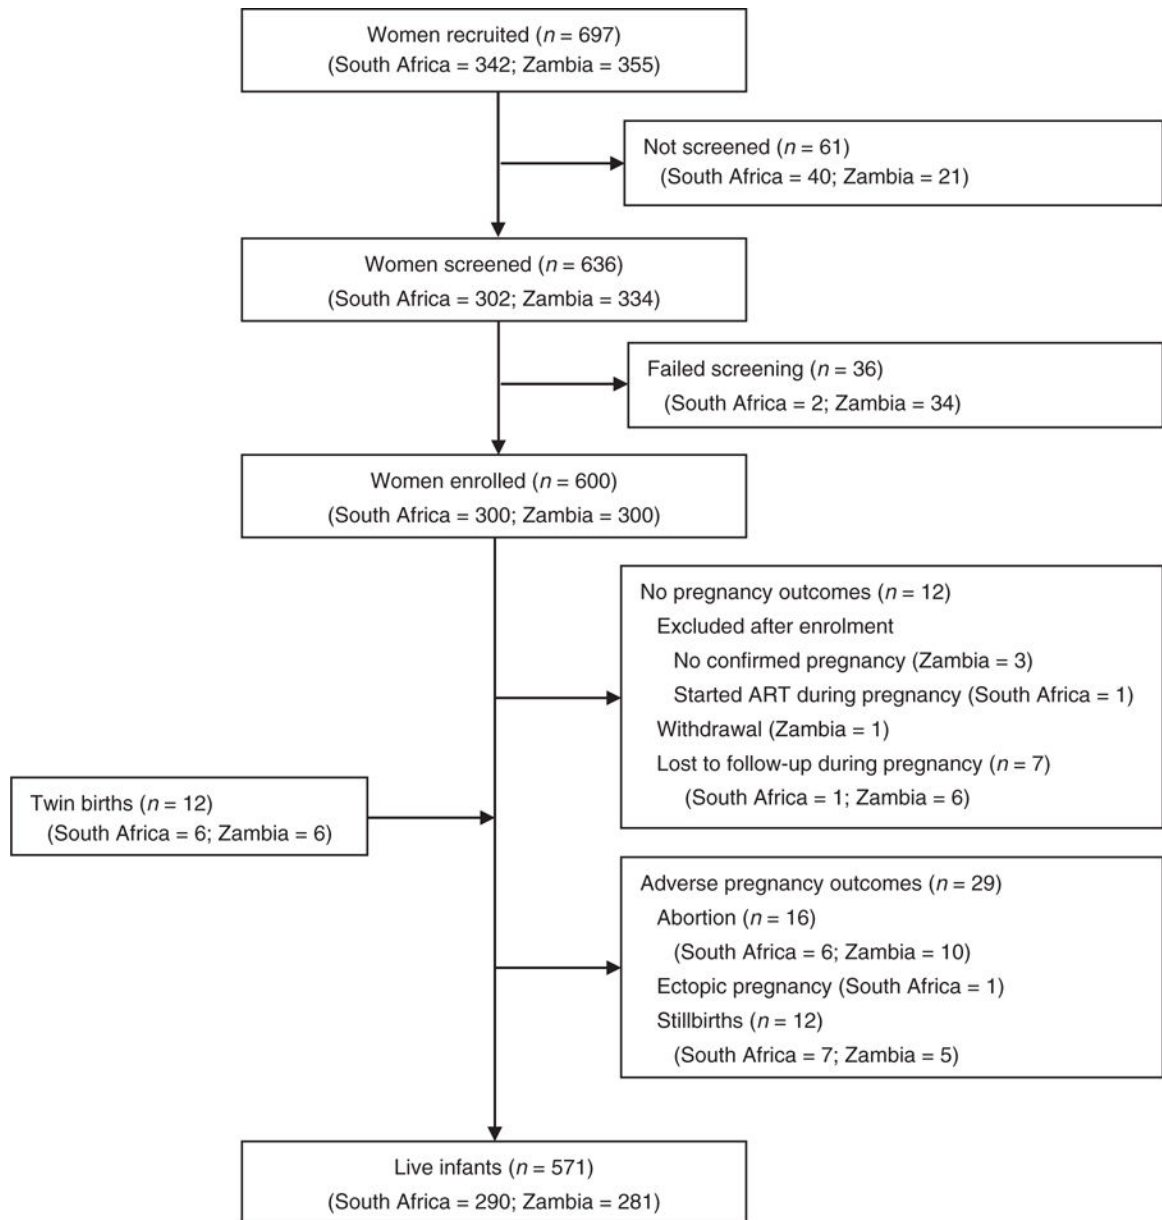 Women recruited (n = 697)
(South Africa = 342; Zambia = 355)
Not screened (n = 61)
(South Africa = 40; Zambia = 21)
Women screened (n = 636)
(South Africa = 302; Zambia = 334)
Failed screening (n = 36)
(South Africa = 2; Zambia = 34)
Women enrolled (n = 600)
(South Africa = 300; Zambia = 300)
No pregnancy outcomes (n = 12)
Excluded after enrolment
No confirmed pregnancy (Zambia = 3)
Started ART during pregnancy (South Africa = 1)
Withdrawal (Zambia = 1)
Lost to follow-up during pregnancy (n = 7)
(South Africa = 1; Zambia = 6)
Twin births (n = 12)
(South Africa = 6; Zambia = 6)
Adverse pregnancy outcomes (n = 29)
Abortion (n = 16)
(South Africa = 6; Zambia = 10)
Ectopic pregnancy (South Africa = 1)
Stillbirths (n = 12)
(South Africa = 7; Zambia = 5)
Live infants (n = 571)
(South Africa = 290; Zambia = 281)